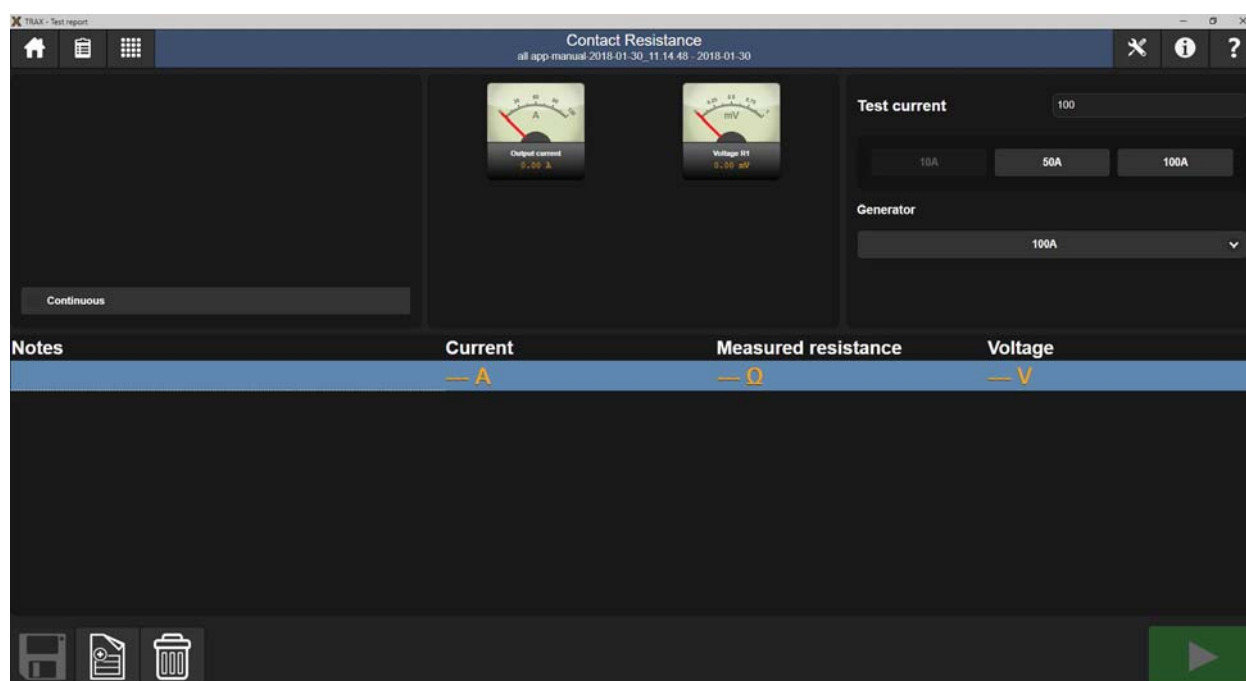 TRAX - Test report
Contact Resistance
all app-manual-2018-01-30_11.14.48 - 2018-01-30
?
A
Output current
0.00 A
mV
Voltage R1
0.00 mV
Test current
100
10A
50A
100A
Generator
100A
Continuous
Notes
Current
Measured resistance
Voltage
--- A
--- Ω
--- V